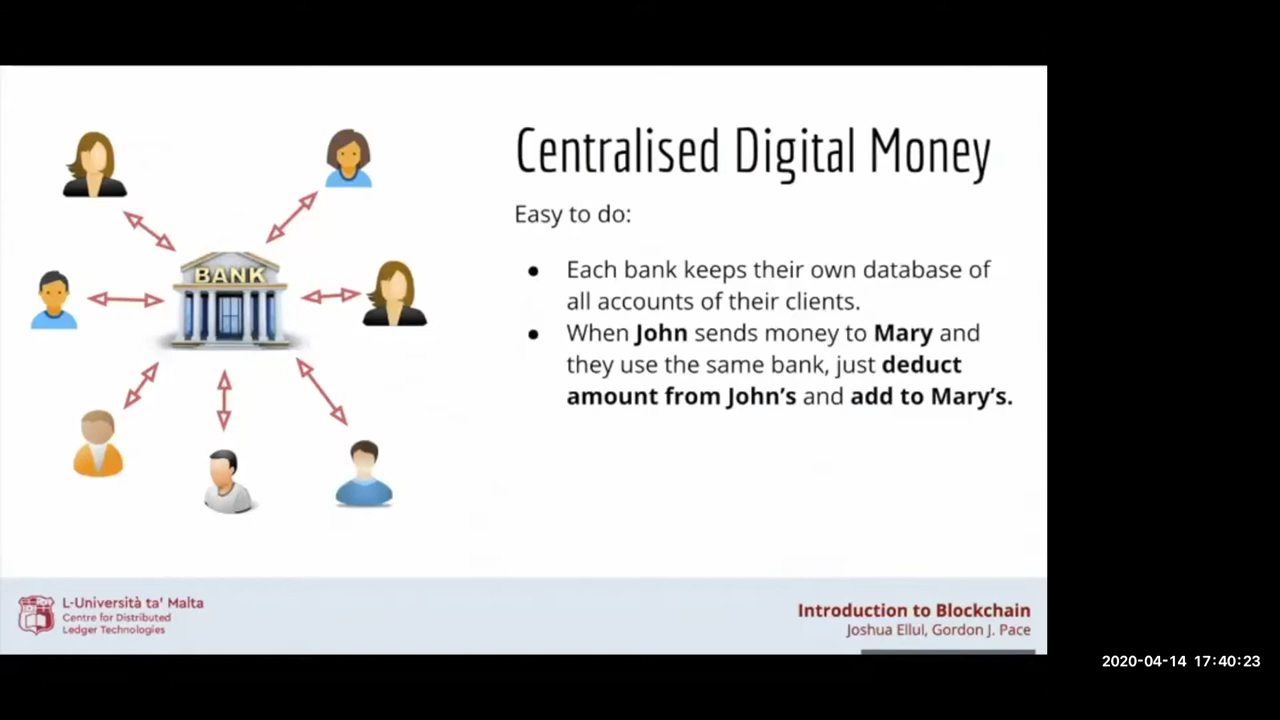 Centralised Digital Money
Easy to do:
● Each bank keeps their own database of
all accounts of their clients.
● When John sends money to Mary and
they use the same bank, just deduct
amount from John’s and add to Mary’s.
BANK
L-Università ta' Malta
Centre for Distributed
Ledger Technologies
Introduction to Blockchain
Joshua Ellul, Gordon J. Pace
2020-04-14 17:40:23